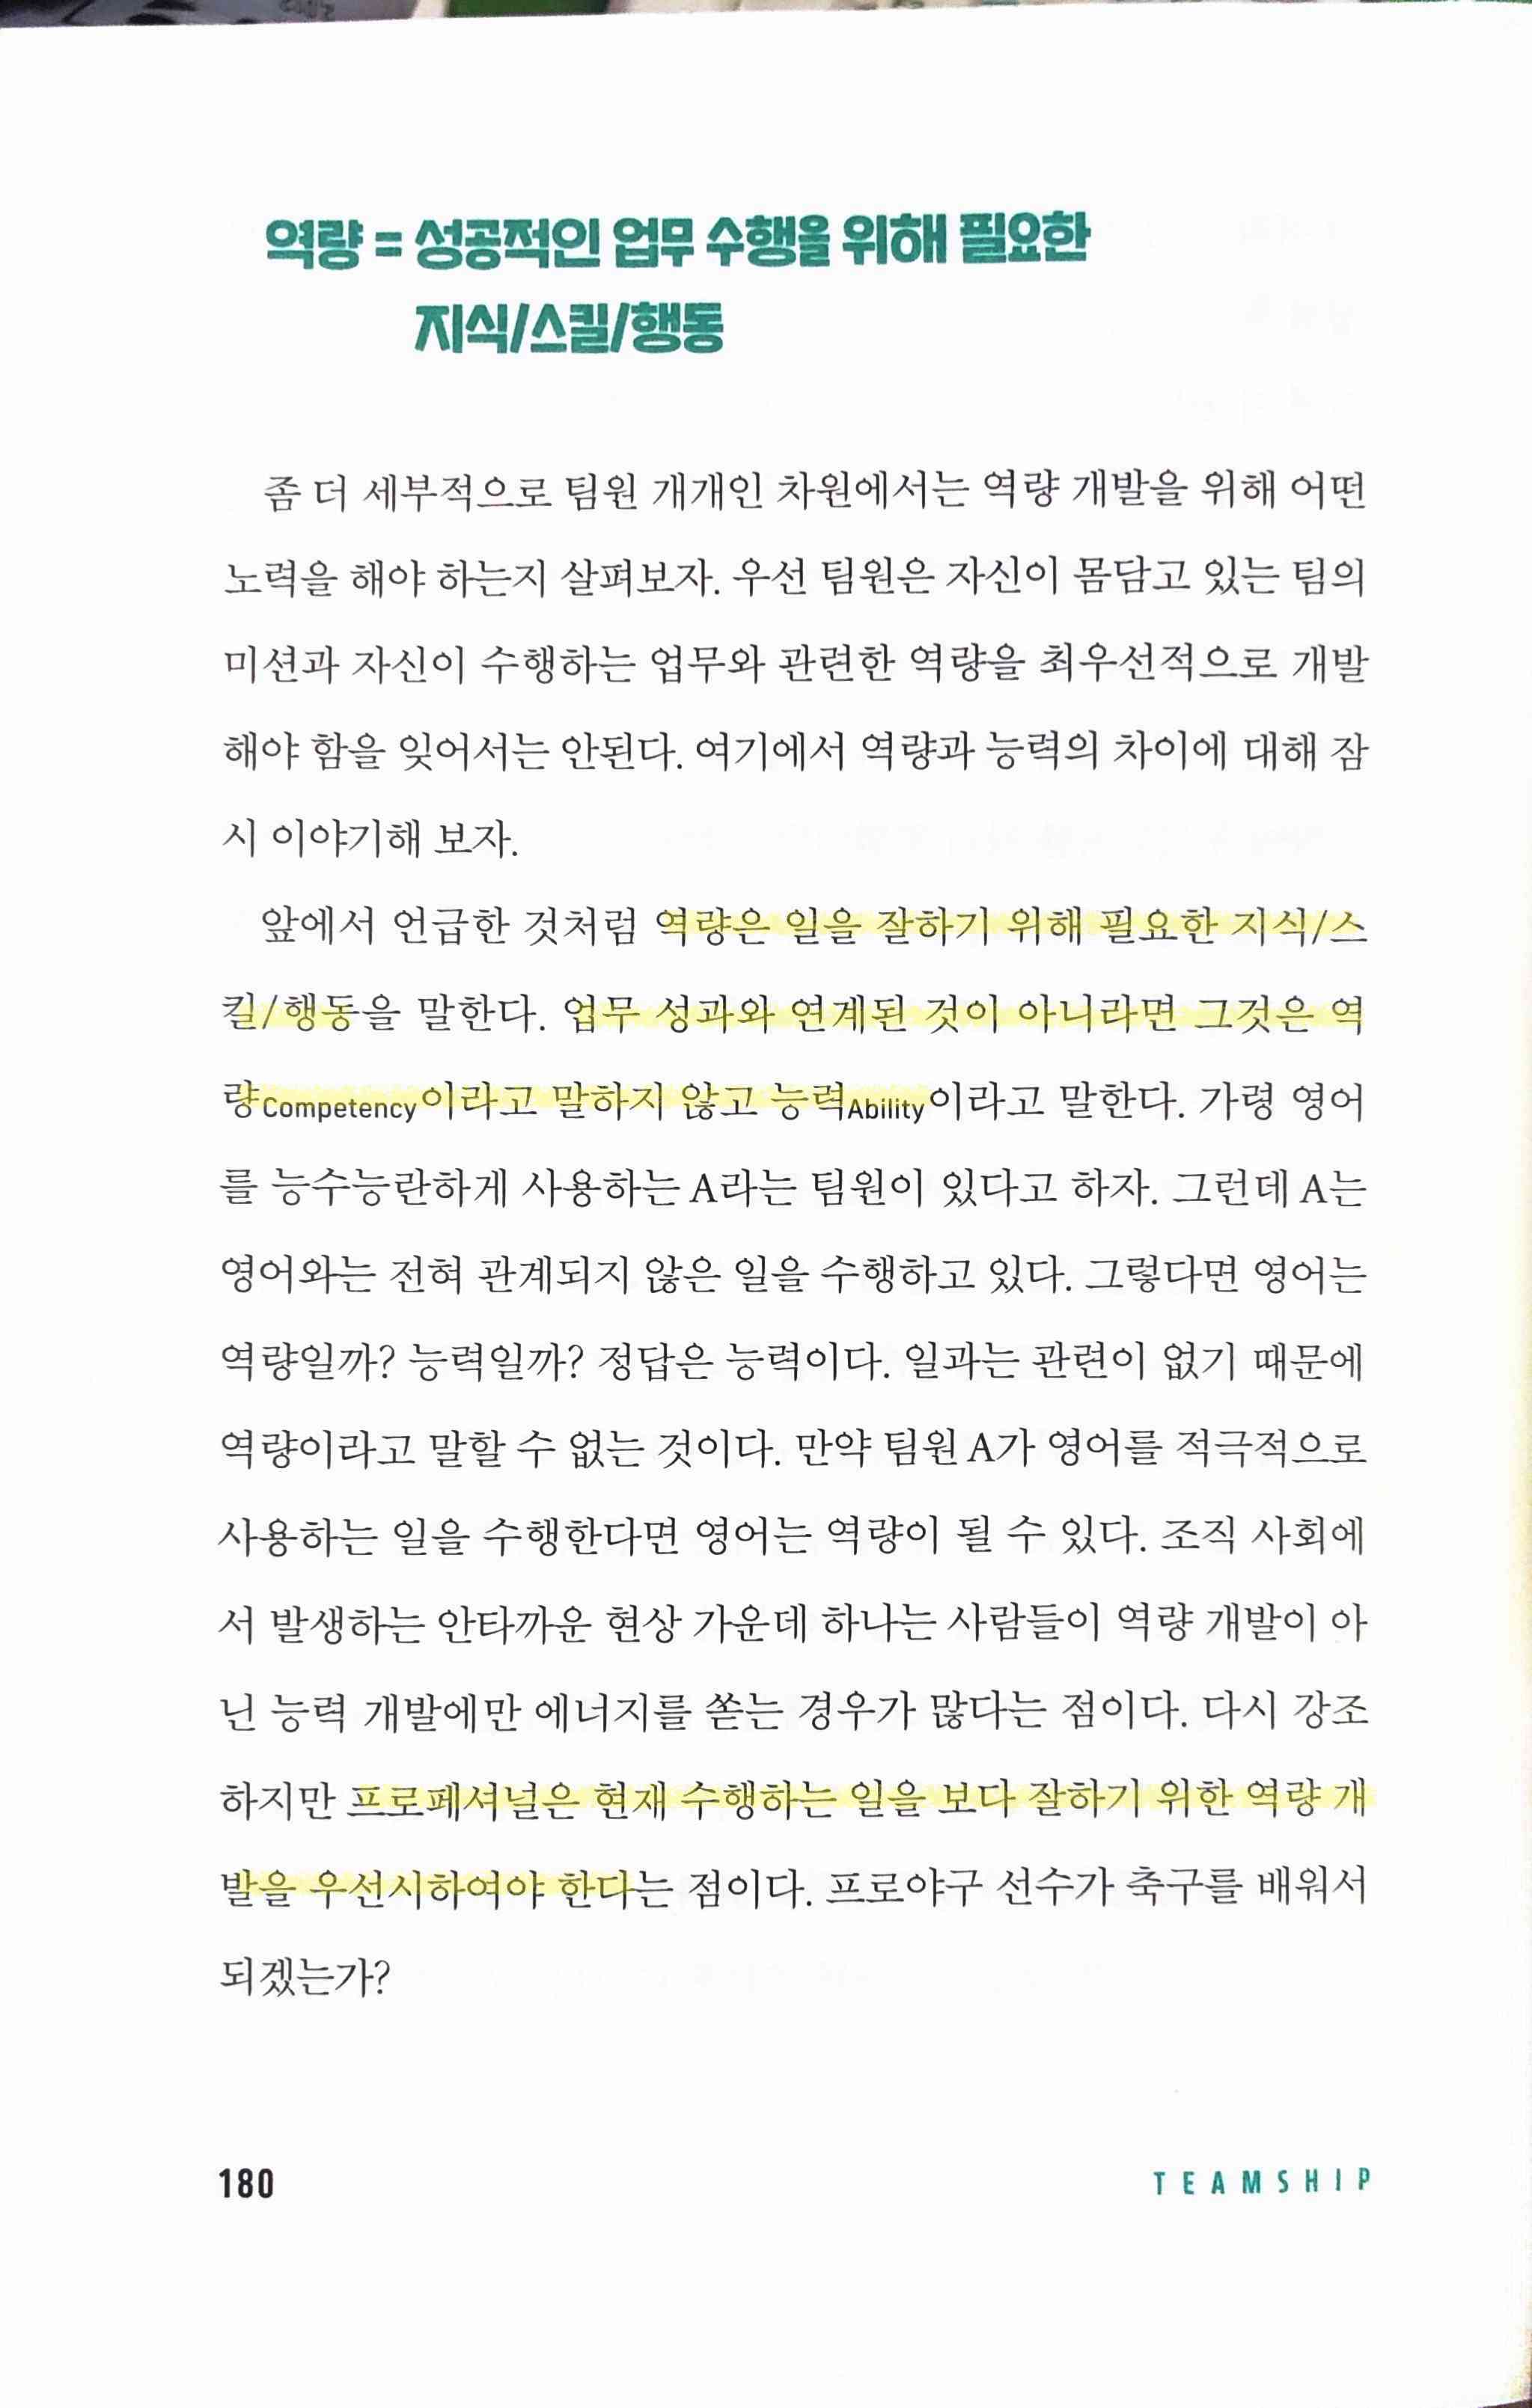 역량 = 성공적인 업무 수행을 위해 필요한
지식/스킬/행동
좀 더 세부적으로 팀원 개개인 차원에서는 역량 개발을 위해 어떤
노력을 해야 하는지 살펴보자. 우선 팀원은 자신이 몸담고 있는 팀의
미션과 자신이 수행하는 업무와 관련한 역량을 최우선적으로 개발
해야 함을 잊어서는 안된다. 여기에서 역량과 능력의 차이에 대해 잠
시 이야기해 보자.
앞에서 언급한 것처럼 역량은 일을 잘하기 위해 필요한 지식/스
킬/행동을 말한다. 업무 성과와 연계된 것이 아니라면 그것은 역
량Competency이라고 말하지 않고 능력Ability이라고 말한다. 가령 영어
를 능수능란하게 사용하는 A라는 팀원이 있다고 하자. 그런데 A는
영어와는 전혀 관계되지 않은 일을 수행하고 있다. 그렇다면 영어는
역량일까? 능력일까? 정답은 능력이다. 일과는 관련이 없기 때문에
역량이라고 말할 수 없는 것이다. 만약 팀원 A가 영어를 적극적으로
사용하는 일을 수행한다면 영어는 역량이 될 수 있다. 조직 사회에
서 발생하는 안타까운 현상 가운데 하나는 사람들이 역량 개발이 아
닌 능력 개발에만 에너지를 쏟는 경우가 많다는 점이다. 다시 강조
하지만 프로페셔널은 현재 수행하는 일을 보다 잘하기 위한 역량 개
발을 우선시하여야 한다는 점이다. 프로야구 선수가 축구를 배워서
되겠는가?
180
TEAMSHIP